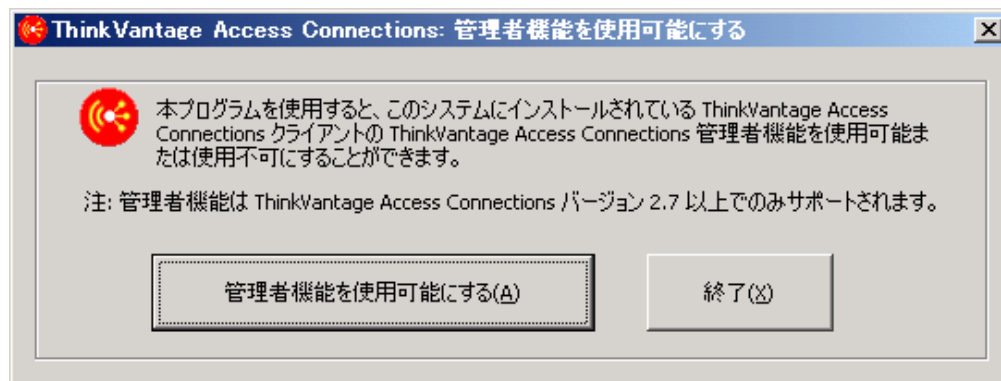 ThinkVantage Access Connections: 管理者機能を使用可能にする
本プログラムを使用すると、このシステムにインストールされている ThinkVantage Access
Connections クライアントの ThinkVantage Access Connections 管理者機能を使用可能ま
たは使用不可にすることができます。
注: 管理者機能は ThinkVantage Access Connections バージョン 2.7 以上でのみサポートされます。
管理者機能を使用可能にする(A)
終了(X)